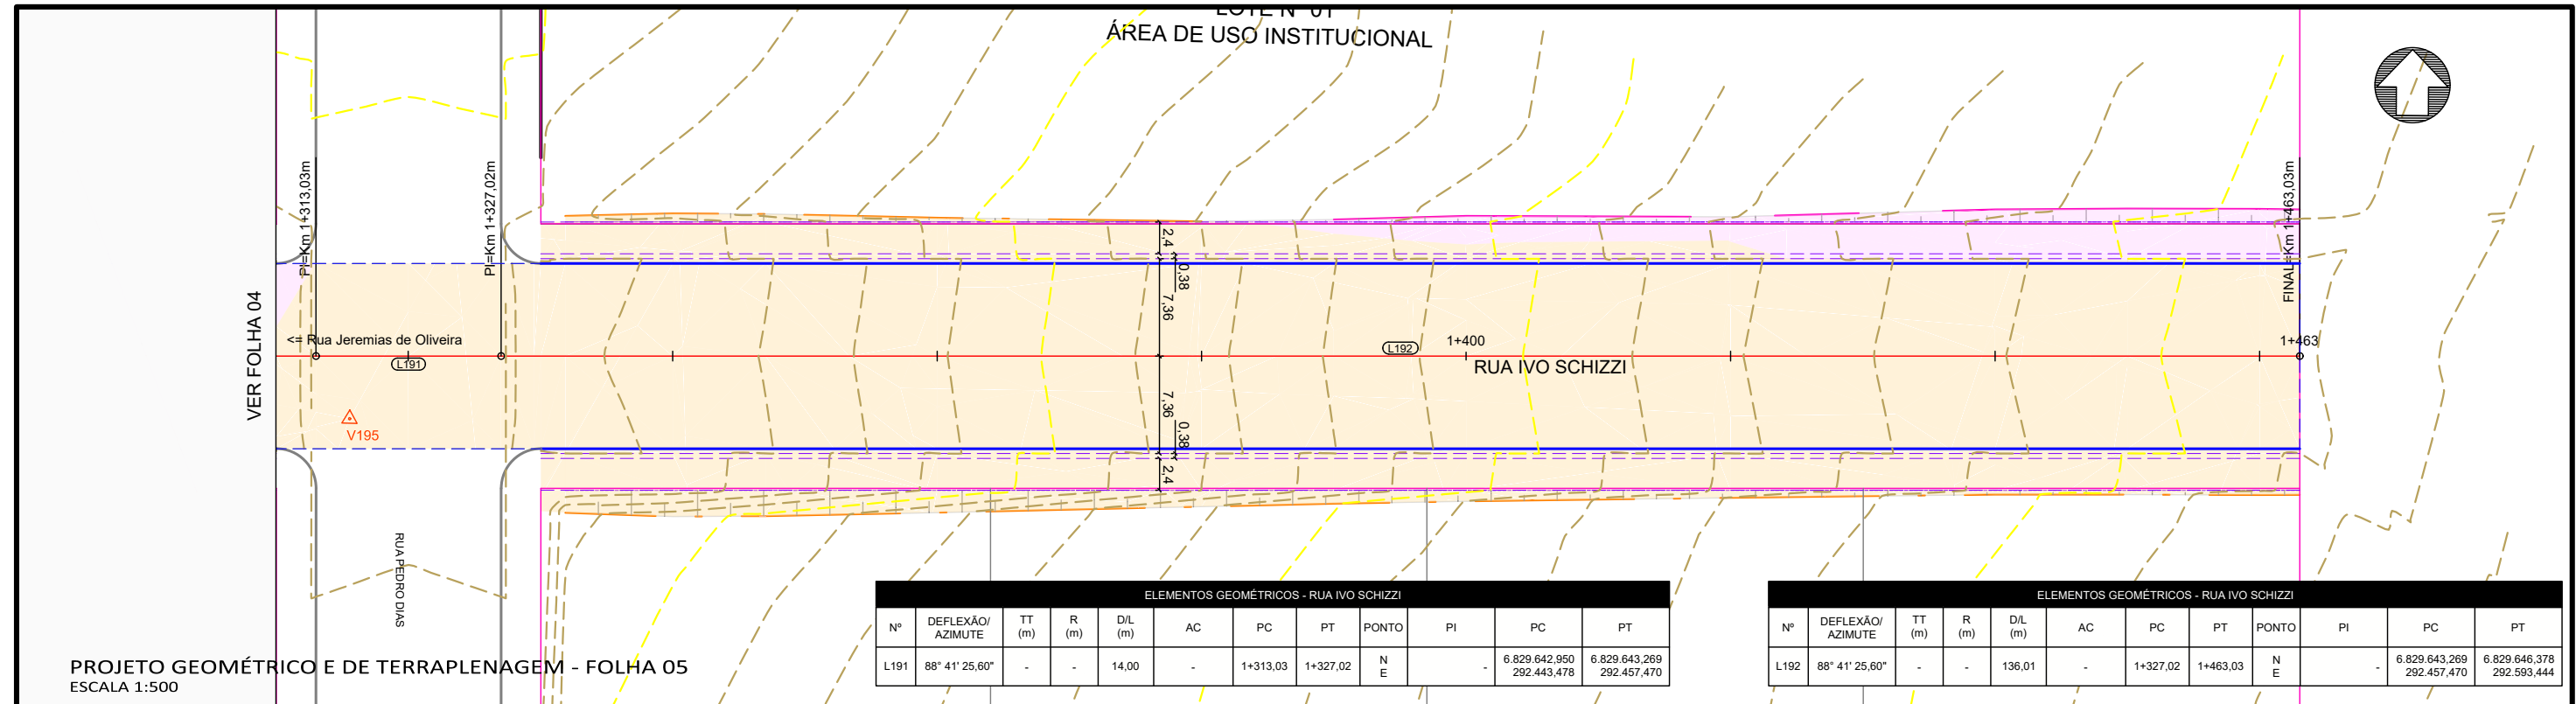 LOTE Nº 01
ÁREA DE USO INSTITUCIONAL
PI=Km 1+313,03m
PI=Km 1+327,02m
FINAL=Km 1+463,03m
VER FOLHA 04
<= Rua Jeremias de Oliveira
L191
V195
2,4
0,38
7,36
7,36
0,38
2,4
L192
1+400
RUA IVO SCHIZZI
1+463
RUA PEDRO DIAS
PROJETO GEOMÉTRICO E DE TERRAPLENAGEM - FOLHA 05
ESCALA 1:500
ELEMENTOS GEOMÉTRICOS - RUA IVO SCHIZZI
Nº DEFLEXÃO/ AZIMUTE TT (m) R (m) D/L (m) AC PC PT PONTO PI PC PT
L191 88° 41' 25,60" - - 14,00 - 1+313,03 1+327,02 N E - 6.829.642,950 292.443,478 6.829.643,269 292.457,470
ELEMENTOS GEOMÉTRICOS - RUA IVO SCHIZZI
Nº DEFLEXÃO/ AZIMUTE TT (m) R (m) D/L (m) AC PC PT PONTO PI PC PT
L192 88° 41' 25,60" - - 136,01 - 1+327,02 1+463,03 N E - 6.829.643,269 292.457,470 6.829.646,378 292.593,444